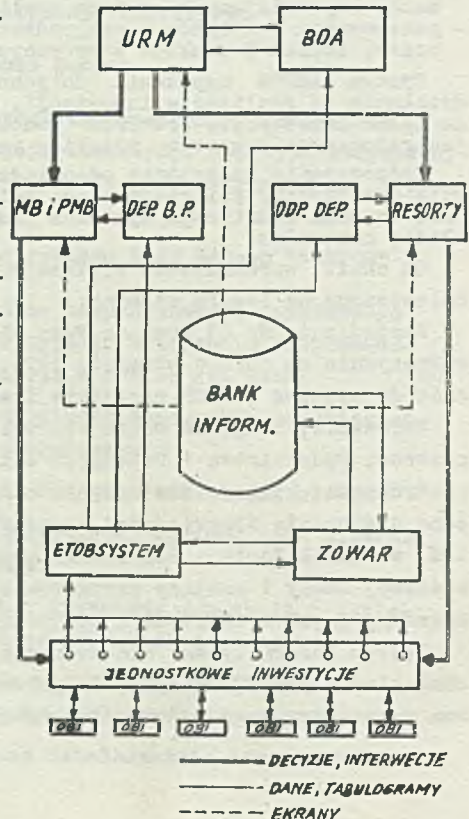 URM
BOA
MB i PMB
DEP. B.P.
ODP. DEP.
RESORTY
BANK
INFORM.
ETOBSYSTEM
ZOWAR
JEDNOSTKOWE INWESTYCJE
OBI OBI OBI OBI OBI OBI
DECYZJE, INTERWECJE
DANE, TABULOGRAMY
EKRANY